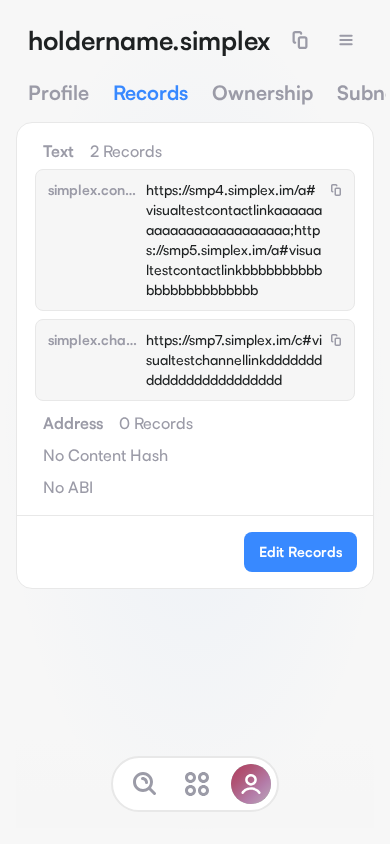 holdername.simplex
Profile Records Ownership Subn
Text 2 Records
simplex.con... https://smp4.simplex.im/a#
visualtestcontactlinkaaaaaa
aaaaaaaaaaaaaaaaaa;http
s://smp5.simplex.im/a#visua
ltestcontactlinkbbbbbbbbbb
bbbbbbbbbbbbbb
simplex.cha... https://smp7.simplex.im/c#vi
sualtestchannellinkddddddd
ddddddddddddddddd
Address 0 Records
No Content Hash
No ABI
Edit Records